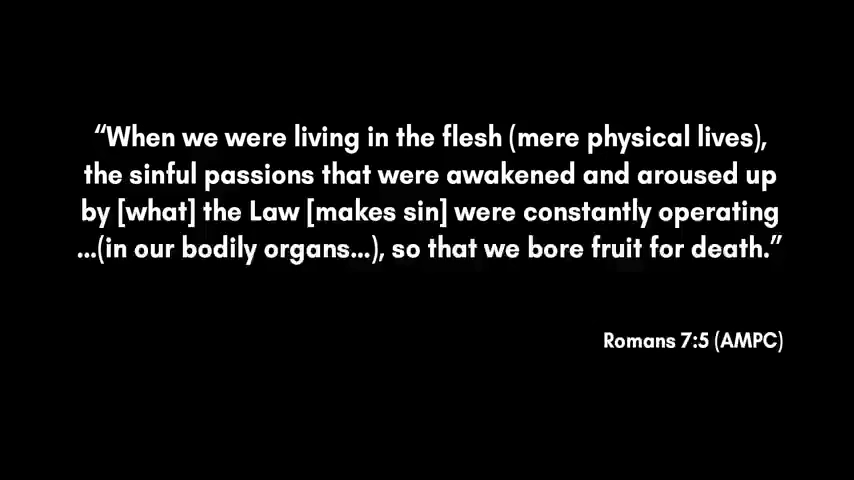 “When we were living in the flesh (mere physical lives),
the sinful passions that were awakened and aroused up
by [what] the Law [makes sin] were constantly operating
...(in our bodily organs...), so that we bore fruit for death.”
Romans 7:5 (AMPC)